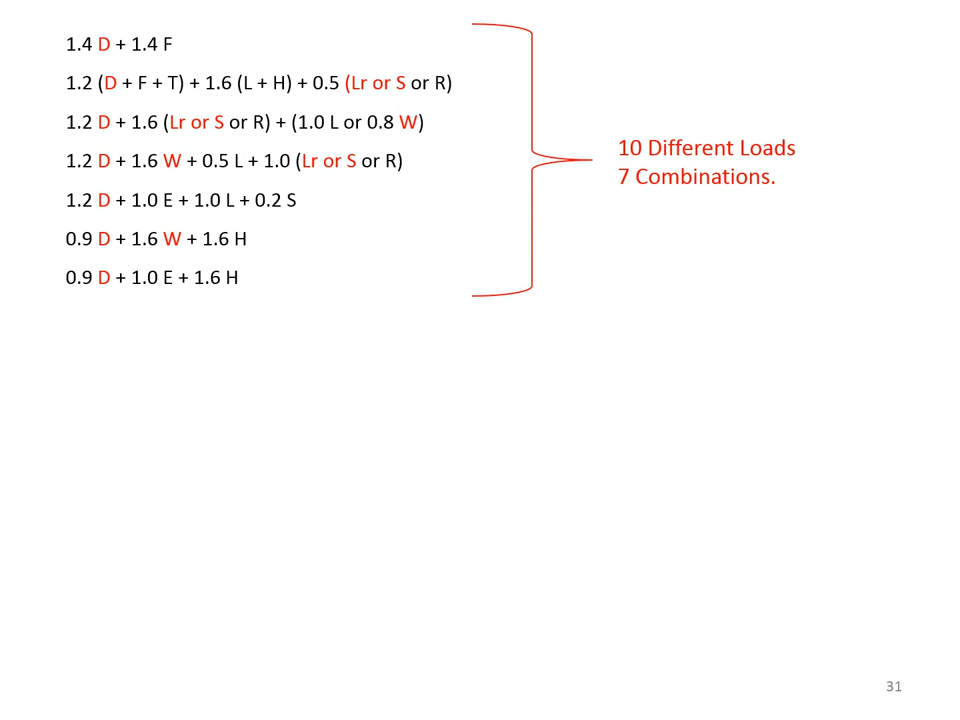 1.4 D + 1.4 F
1.2 (D + F + T) + 1.6 (L + H) + 0.5 (Lr or S or R)
1.2 D + 1.6 (Lr or S or R) + (1.0 L or 0.8 W)
1.2 D + 1.6 W + 0.5 L + 1.0 (Lr or S or R)
1.2 D + 1.0 E + 1.0 L + 0.2 S
0.9 D + 1.6 W + 1.6 H
0.9 D + 1.0 E + 1.6 H
10 Different Loads
7 Combinations.
31